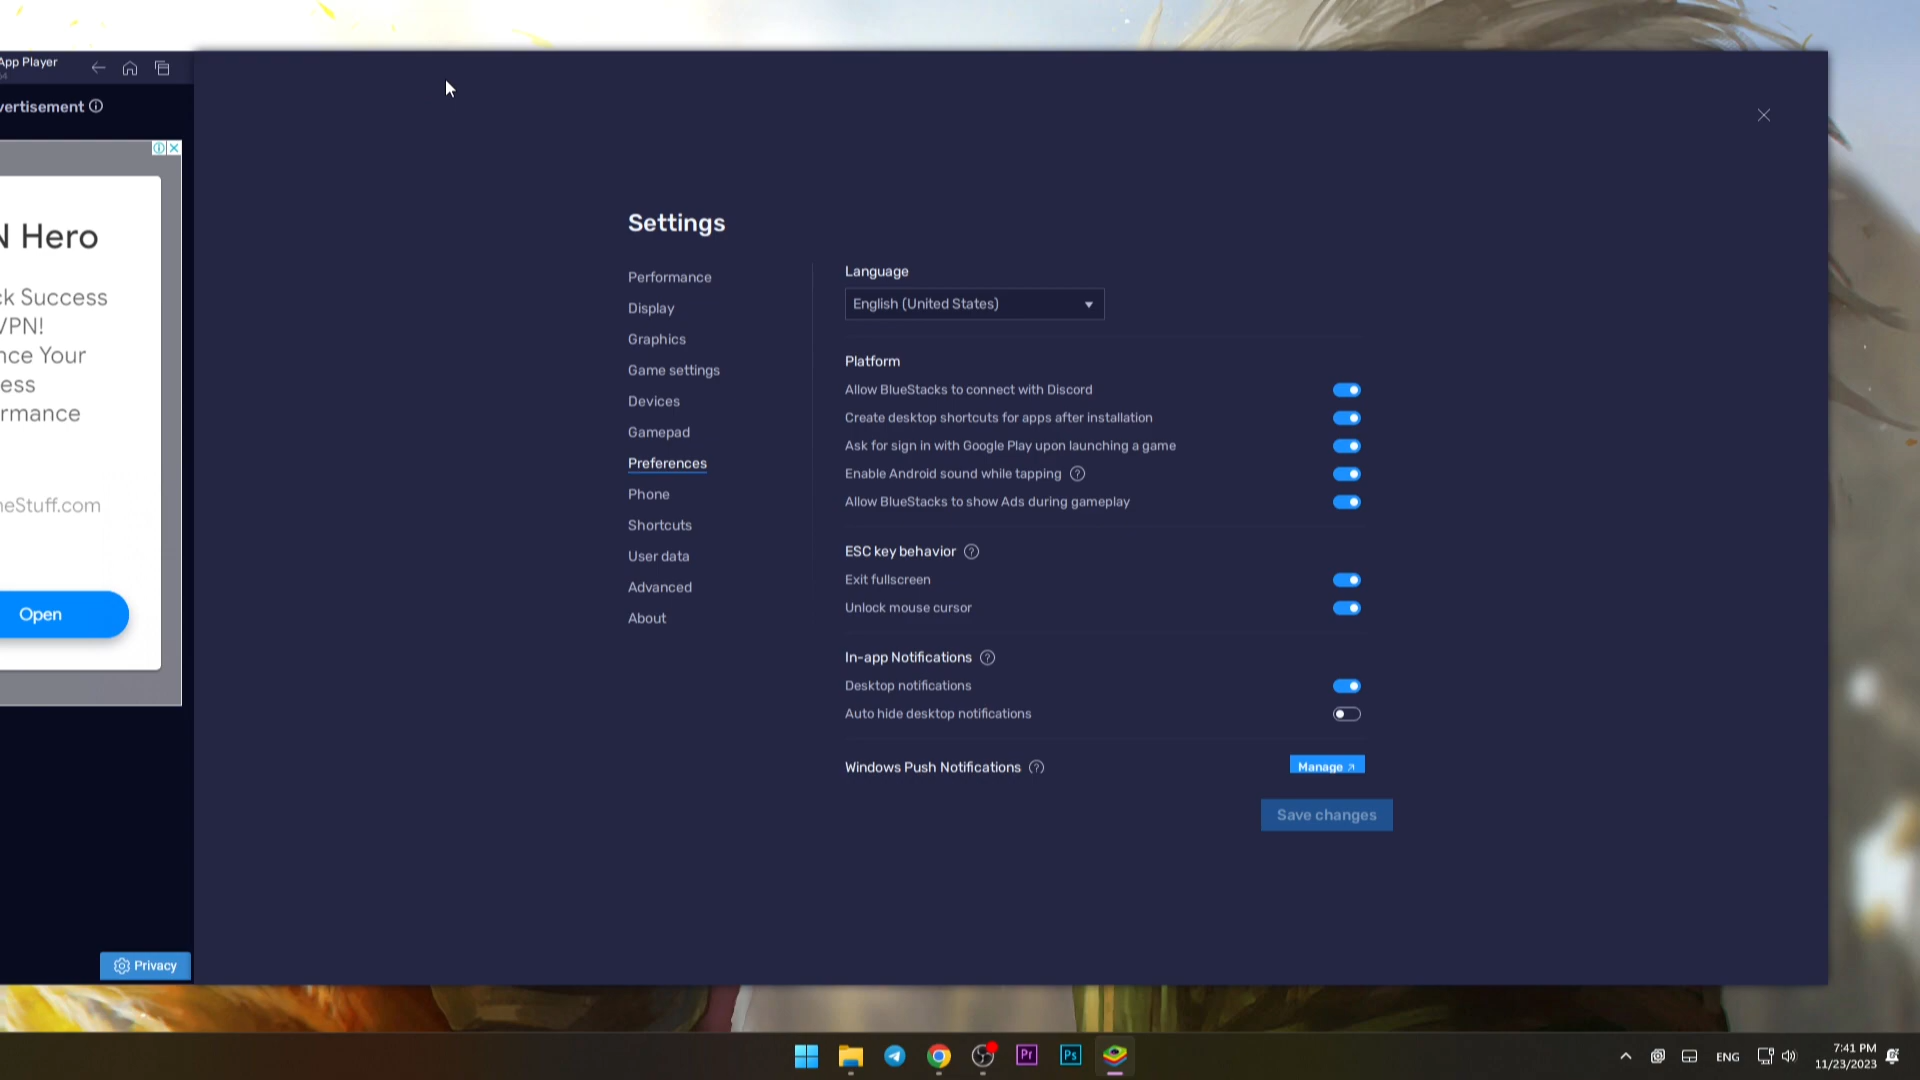 App Player
64
vertisement
N Hero
ck Success
VPN!
nce Your
ess
rmance
neStuff.com
Open
Privacy
Settings
Performance
Display
Graphics
Game settings
Devices
Gamepad
Preferences
Phone
Shortcuts
User data
Advanced
About
Language
English (United States)
Platform
Allow BlueStacks to connect with Discord
Create desktop shortcuts for apps after installation
Ask for sign in with Google Play upon launching a game
Enable Android sound while tapping
Allow BlueStacks to show Ads during gameplay
ESC key behavior
Exit fullscreen
Unlock mouse cursor
In-app Notifications
Desktop notifications
Auto hide desktop notifications
Windows Push Notifications
Manage
Save changes
Pr
Ps
ENG
7:41 PM
11/23/2023